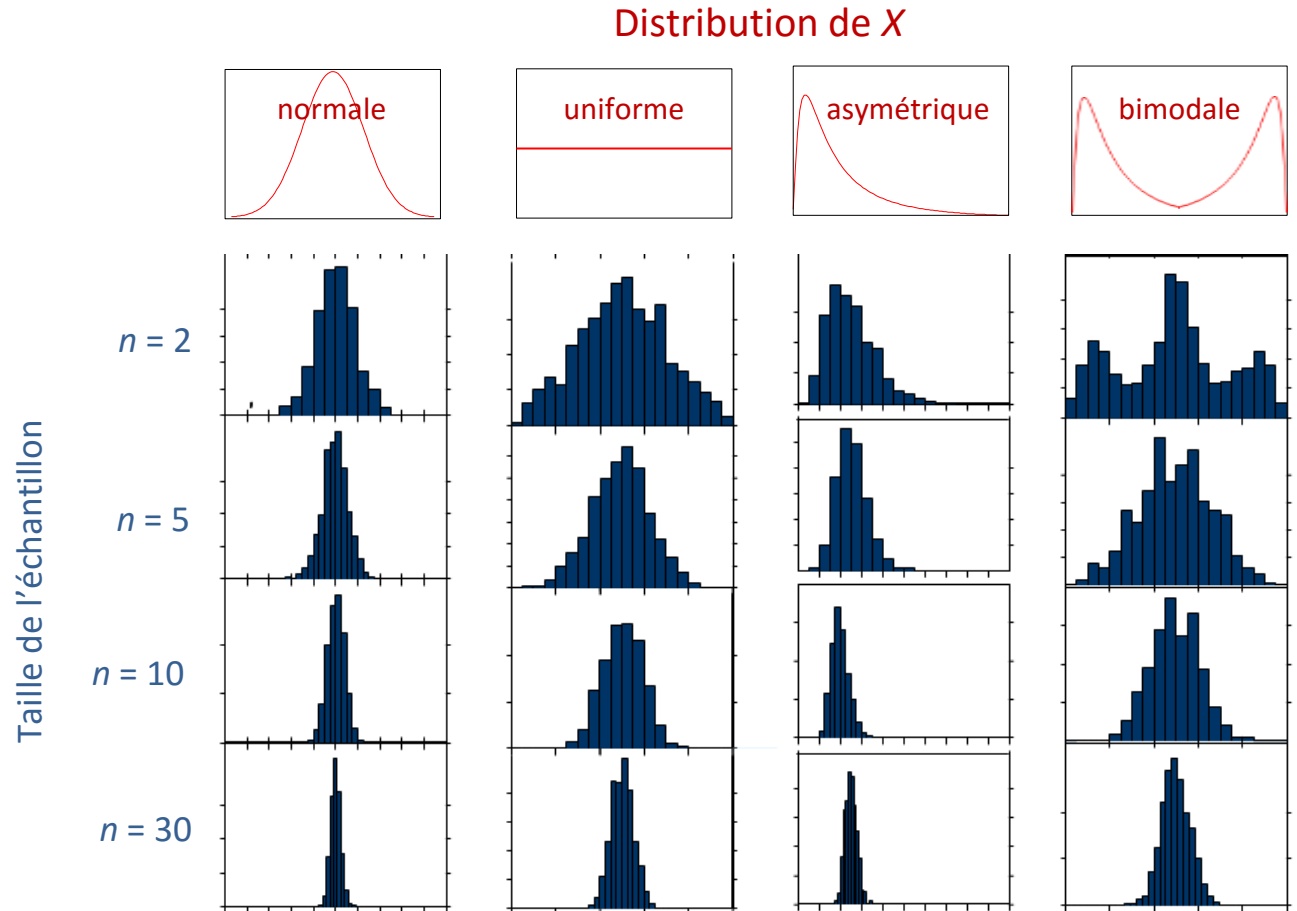 Distribution de X
normale
uniforme
asymétrique
bimodale
Taille de l’échantillon
n = 2
n = 5
n = 10
n = 30